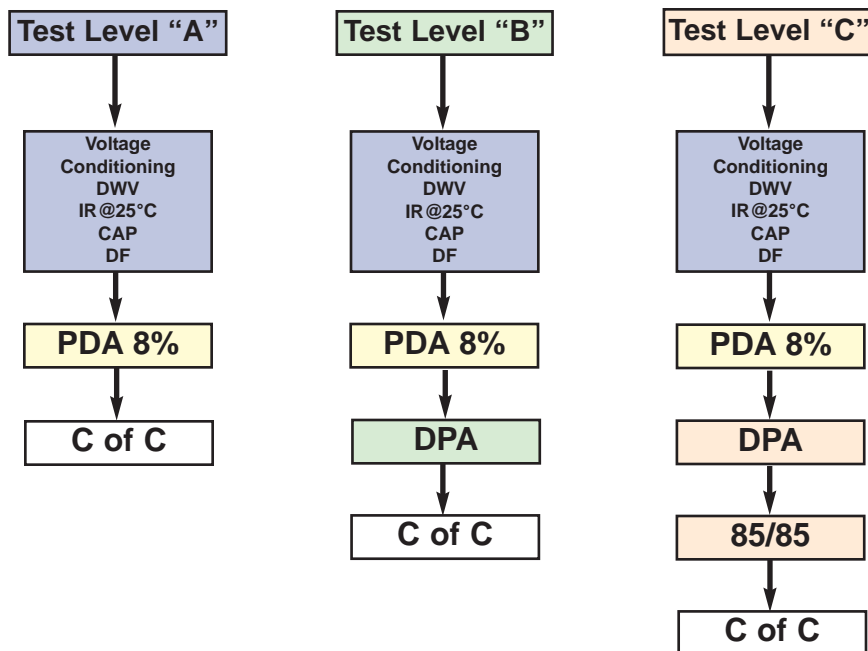 Test Level “A”
Voltage
Conditioning
DWV
IR@25°C
CAP
DF
PDA 8%
C of C
Test Level “B”
Voltage
Conditioning
DWV
IR@25°C
CAP
DF
PDA 8%
DPA
C of C
Test Level “C”
Voltage
Conditioning
DWV
IR@25°C
CAP
DF
PDA 8%
DPA
85/85
C of C